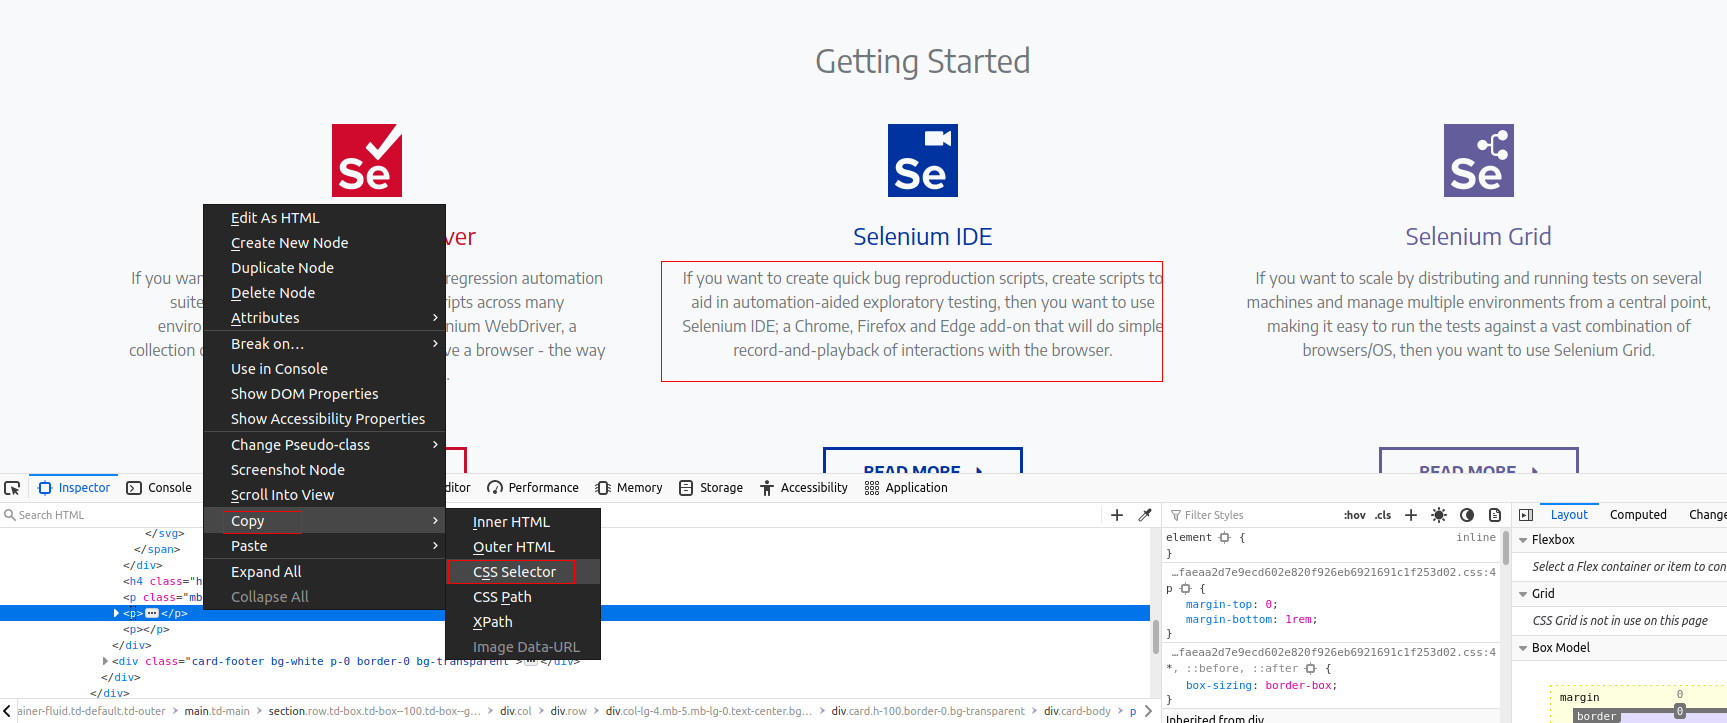 Getting Started
Se
Se
Se
ver
Selenium IDE
Selenium Grid
If you wan
regression automation
suite
ripts across many
enviro
nium WebDriver, a
collection
ve a browser - the way
.
If you want to create quick bug reproduction scripts, create scripts to
aid in automation-aided exploratory testing, then you want to use
Selenium IDE; a Chrome, Firefox and Edge add-on that will do simple
record-and-playback of interactions with the browser.
If you want to scale by distributing and running tests on several
machines and manage multiple environments from a central point,
making it easy to run the tests against a vast combination of
browsers/OS, then you want to use Selenium Grid.
READ MORE
READ MORE
Edit As HTML
Create New Node
Duplicate Node
Delete Node
Attributes
Break on…
Use in Console
Show DOM Properties
Show Accessibility Properties
Change Pseudo-class
Screenshot Node
Scroll Into View
Copy
Paste
Expand All
Collapse All
Inner HTML
Outer HTML
CSS Selector
CSS Path
XPath
Image Data-URL
Inspector
Console
ditor
Performance
Memory
Storage
Accessibility
Application
Search HTML
</svg>
</span>
</div>
<h4 class="h
<p class="mb
<p> … </p>
<p></p>
</div>
<div class="card-footer bg-white p-0 border-0 bg-transparent"> … </div>
</div>
</div>
ainer-fluid.td-default.td-outer > main.td-main > section.row.td-box.td-box--100.td-box--g… > div.col > div.row > div.col-lg-4.mb-5.mb-lg-0.text-center.bg… > div.card.h-100.border-0.bg-transparent > div.card-body > p
Filter Styles
:hov .cls
element { inline
}
…faeaa2d7e9ecd602e820f926eb6921691c1f253d02.css:4
p {
margin-top: 0;
margin-bottom: 1rem;
}
…faeaa2d7e9ecd602e820f926eb6921691c1f253d02.css:4
*, ::before, ::after {
box-sizing: border-box;
}
Inherited from div
Layout
Computed
Change
Flexbox
Select a Flex container or item to con
Grid
CSS Grid is not in use on this page
Box Model
margin
0
border
0